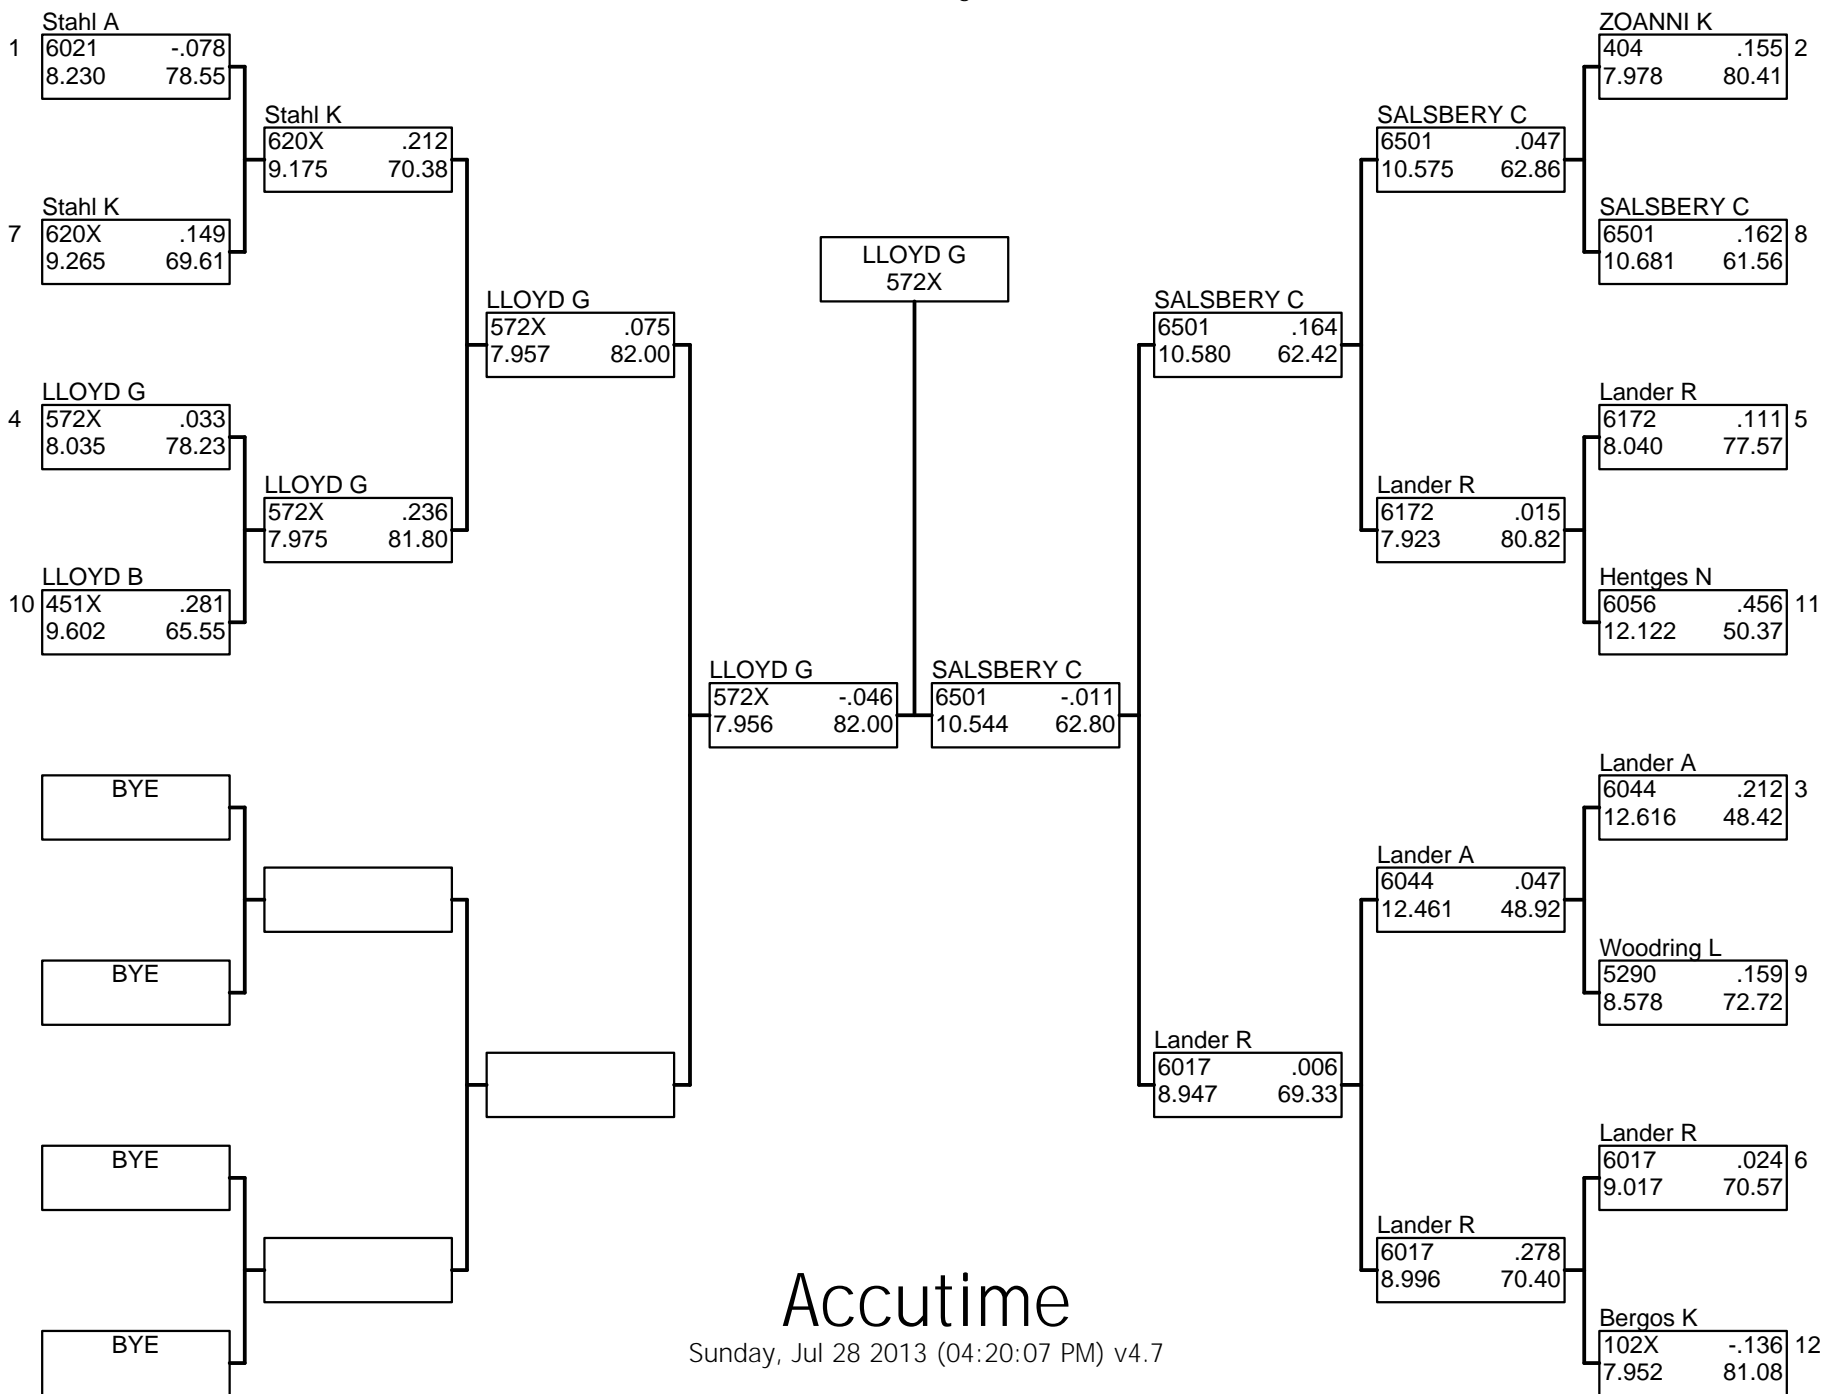 Stahl A
1 6021 -.078
8.230 78.55
Stahl K
7 620X .149
9.265 69.61
LLOYD G
4 572X .033
8.035 78.23
LLOYD B
10 451X .281
9.602 65.55
BYE
BYE
BYE
BYE
Stahl K
620X .212
9.175 70.38
LLOYD G
572X .236
7.975 81.80
LLOYD G
572X .075
7.957 82.00
LLOYD G
572X -.046
7.956 82.00
LLOYD G
572X
SALSBERY C
6501 -.011
10.544 62.80
SALSBERY C
6501 .164
10.580 62.42
Lander R
6017 .006
8.947 69.33
SALSBERY C
6501 .047
10.575 62.86
Lander R
6172 .015
7.923 80.82
Lander A
6044 .047
12.461 48.92
Lander R
6017 .278
8.996 70.40
ZOANNI K
404 .155 2
7.978 80.41
SALSBERY C
6501 .162 8
10.681 61.56
Lander R
6172 .111 5
8.040 77.57
Hentges N
6056 .456 11
12.122 50.37
Lander A
6044 .212 3
12.616 48.42
Woodring L
5290 .159 9
8.578 72.72
Lander R
6017 .024 6
9.017 70.57
Bergos K
102X -.136 12
7.952 81.08
Accutime
Sunday, Jul 28 2013 (04:20:07 PM) v4.7